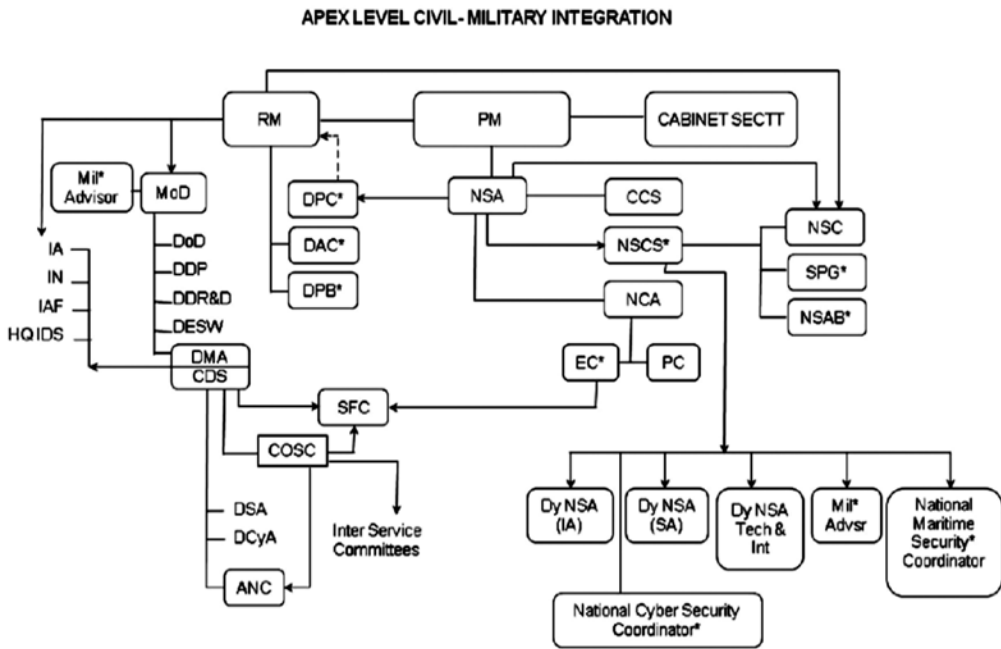 APEX LEVEL CIVIL- MILITARY INTEGRATION
RM
PM
CABINET SECTT
Mil*
Advisor
MoD
DPC*
NSA
CCS
NSC
IA
IN
IAF
HQ IDS
DoD
DDP
DDR&D
DESW
DAC*
DPB*
NSCS*
NCA
SPG*
NSAB*
DMA
CDS
EC*
PC
SFC
COSC
DSA
DCyA
ANC
Inter Service
Committees
Dy NSA
(IA)
Dy NSA
(SA)
Dy NSA
Tech &
Int
Mil*
Advsr
National
Maritime
Security*
Coordinator
National Cyber Security
Coordinator*